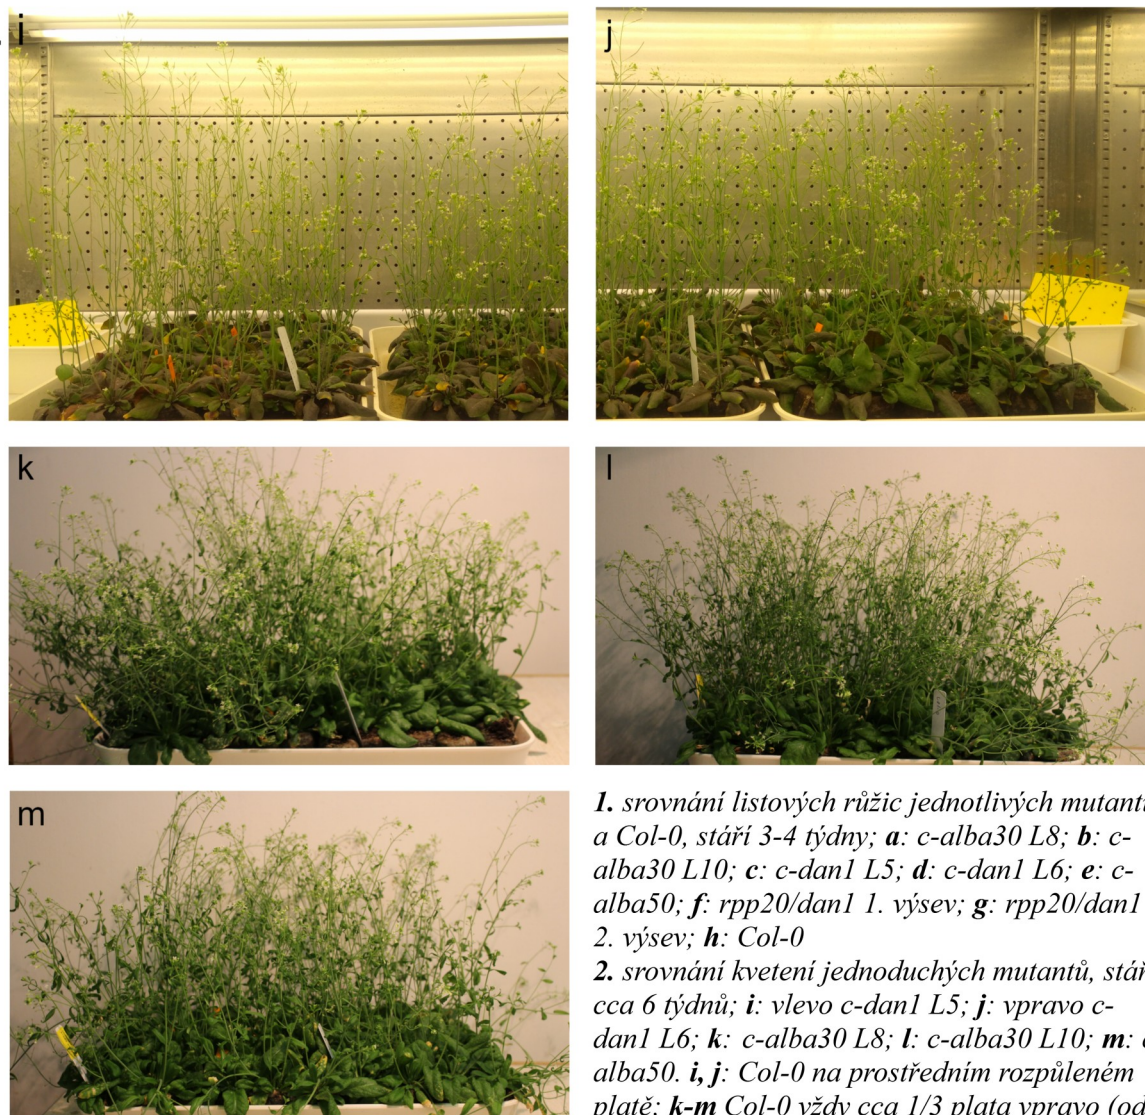 i
j
k
l
m
1. srovnání listových růžic jednotlivých mutant
a Col-0, stáří 3-4 týdny; a: c-alba30 L8; b: c-
alba30 L10; c: c-dan1 L5; d: c-dan1 L6; e: c-
alba50; f: rpp20/dan1 1. výsev; g: rpp20/dan1
2. výsev; h: Col-0
2. srovnání kvetení jednoduchých mutantů, stář
cca 6 týdnů; i: vlevo c-dan1 L5; j: vpravo c-
dan1 L6; k: c-alba30 L8; l: c-alba30 L10; m: c
alba50. i, j: Col-0 na prostředním rozpůleném
platě; k-m Col-0 vždy cca 1/3 plata vpravo (oz